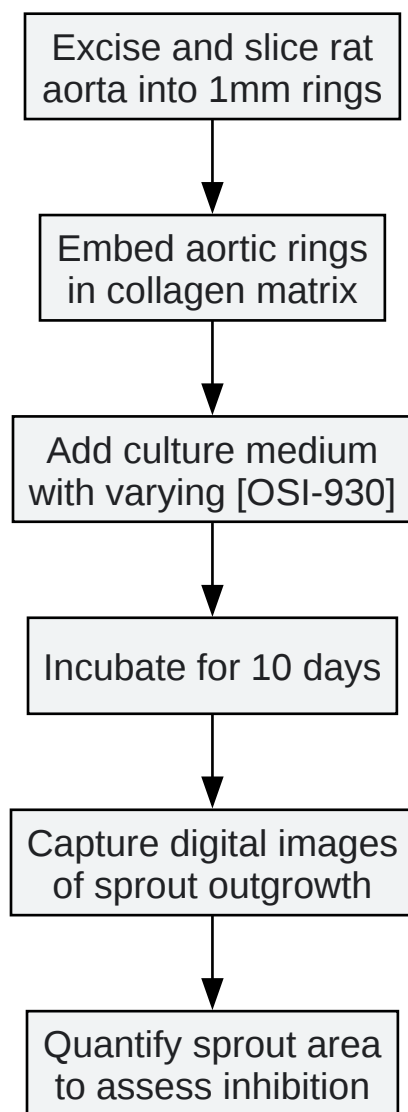 Excise and slice rat
aorta into 1mm rings
Embed aortic rings
in collagen matrix
Add culture medium
with varying [OSI-930]
Incubate for 10 days
Capture digital images
of sprout outgrowth
Quantify sprout area
to assess inhibition